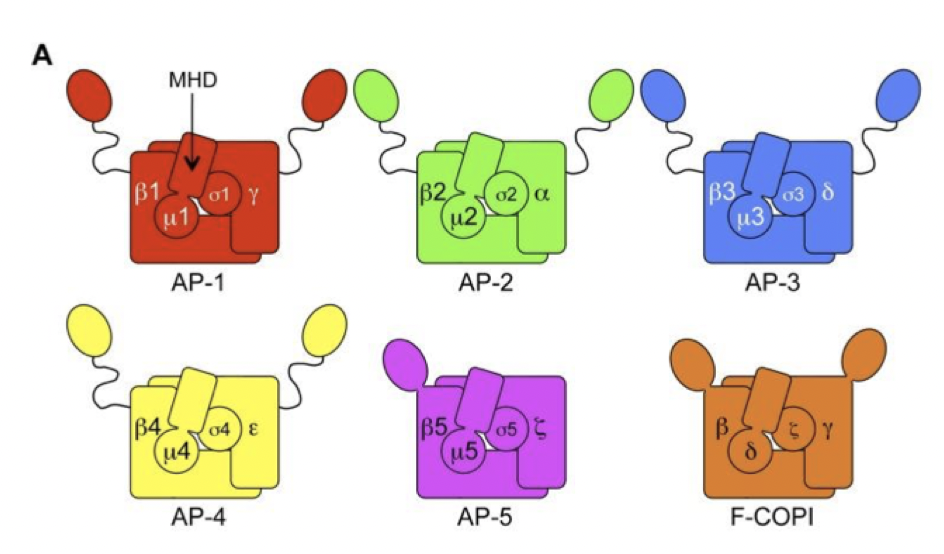 A
MHD
β1 μ1 σ1 γ
AP-1
β2 μ2 σ2 α
AP-2
β3 μ3 σ3 δ
AP-3
β4 μ4 σ4 ε
AP-4
β5 μ5 σ5 ζ
AP-5
β δ ζ γ
F-COPI